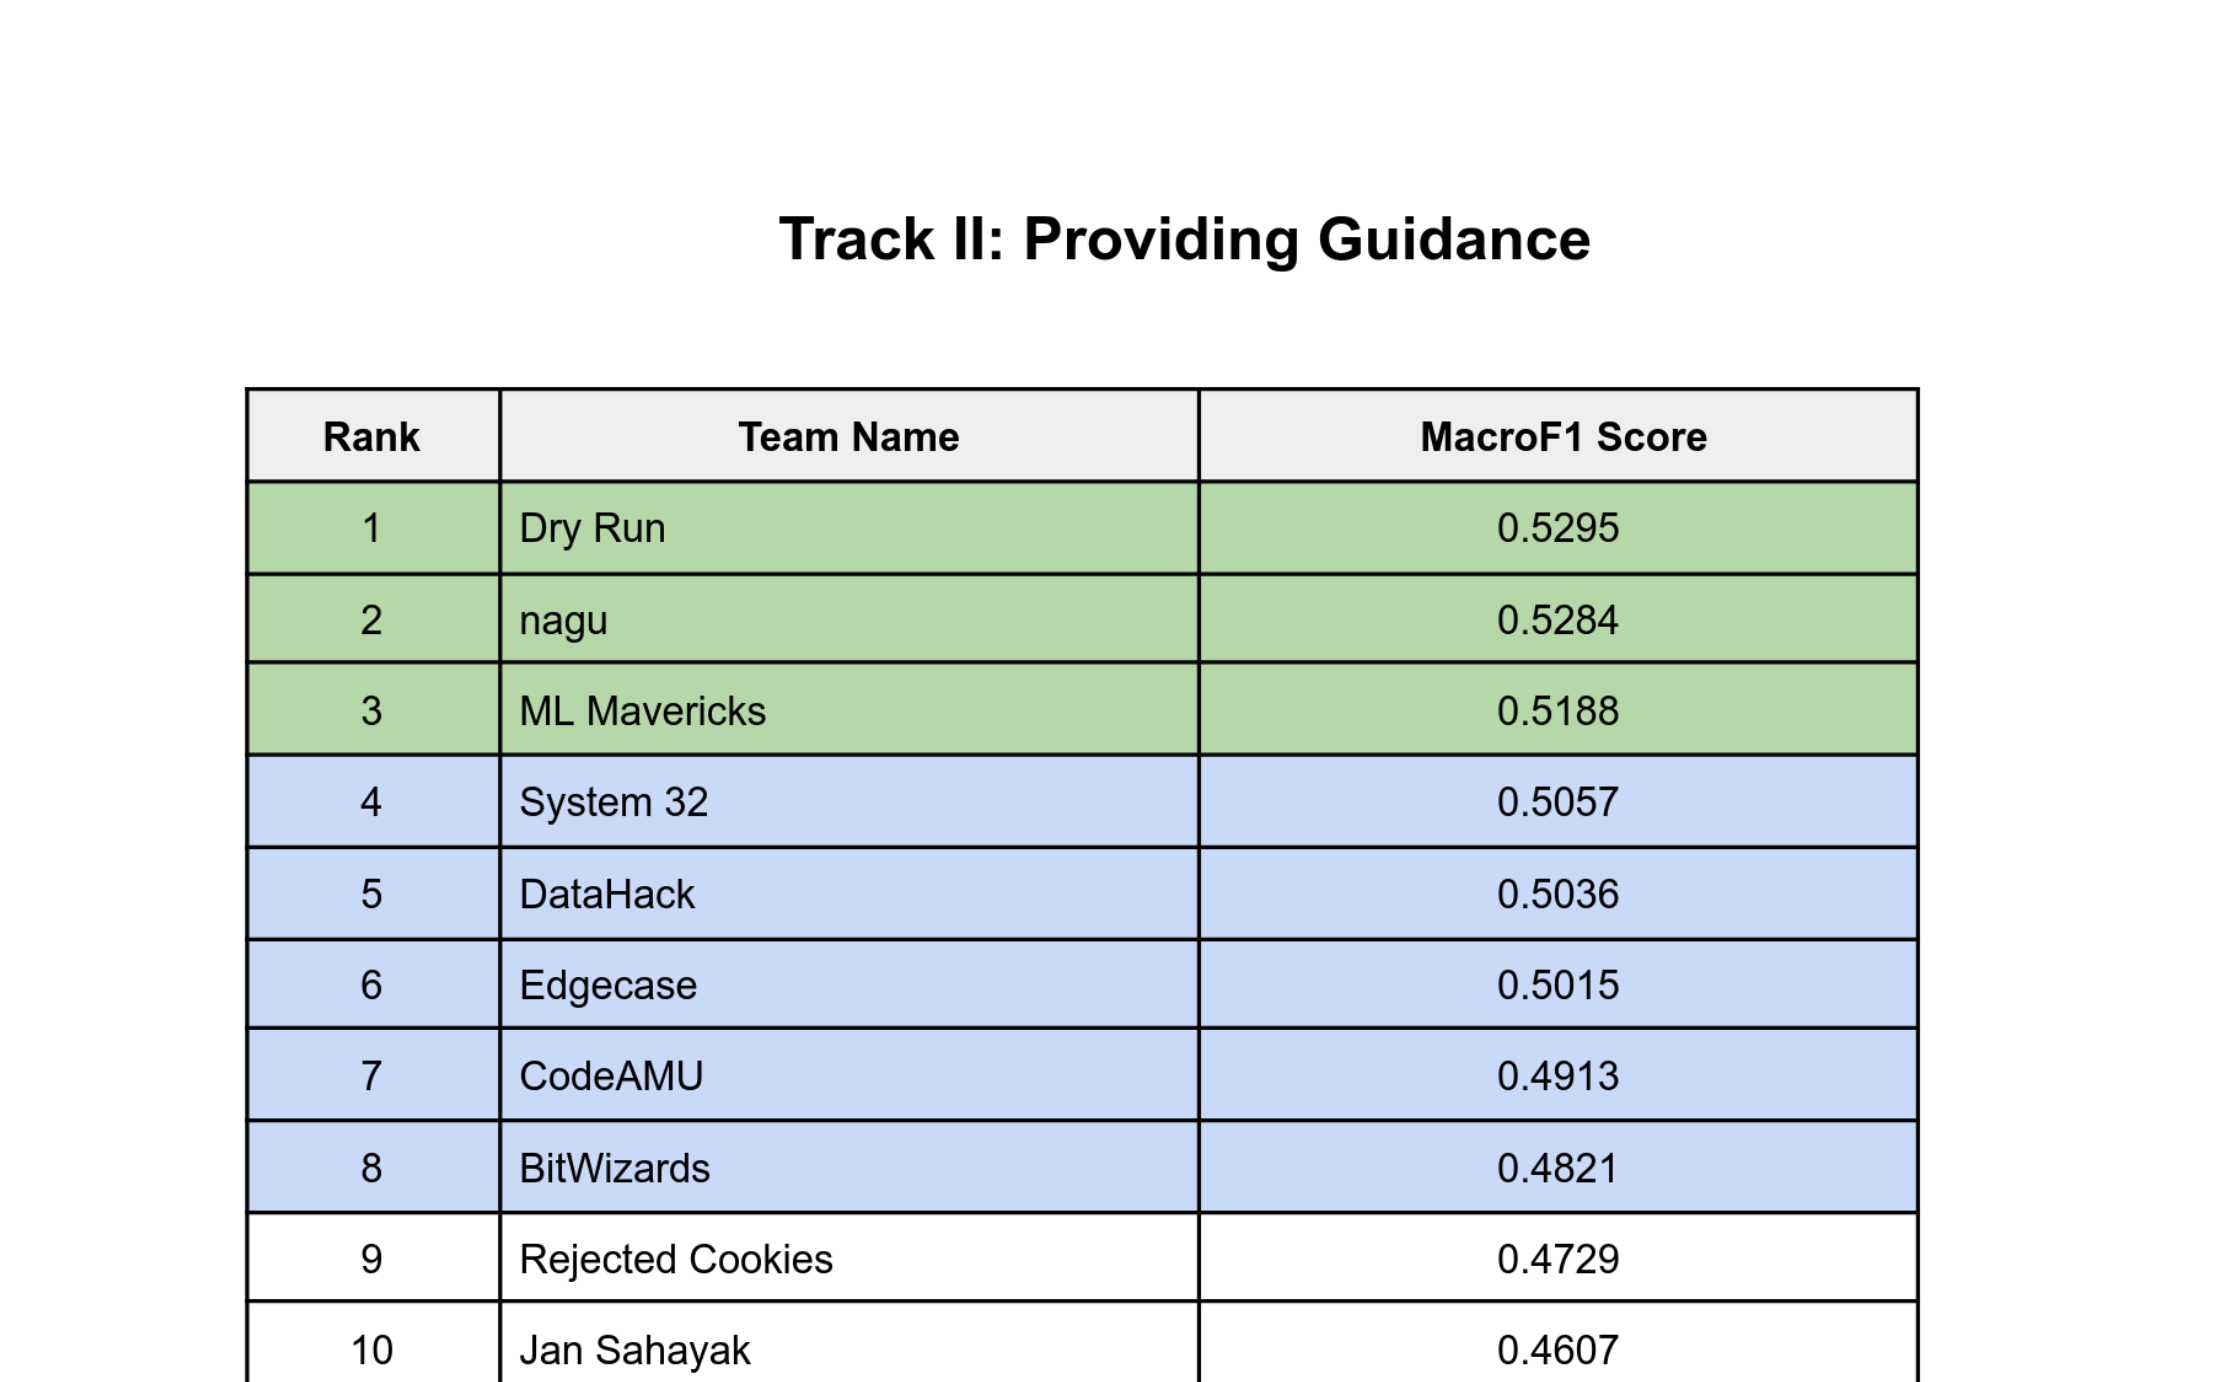 Track II: Providing Guidance
Rank Team Name MacroF1 Score
1 Dry Run 0.5295
2 nagu 0.5284
3 ML Mavericks 0.5188
4 System 32 0.5057
5 DataHack 0.5036
6 Edgecase 0.5015
7 CodeAMU 0.4913
8 BitWizards 0.4821
9 Rejected Cookies 0.4729
10 Jan Sahayak 0.4607